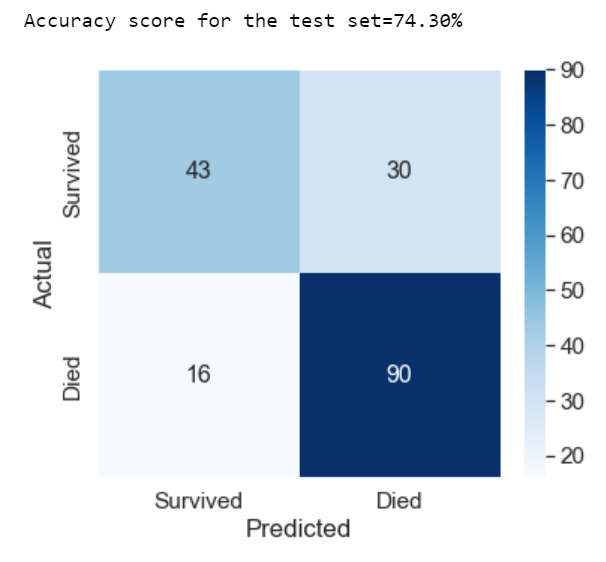 Accuracy score for the test set=74.30%
90
80
70
60
50
40
30
20
Actual
Survived
43
30
Died
16
90
Survived
Died
Predicted